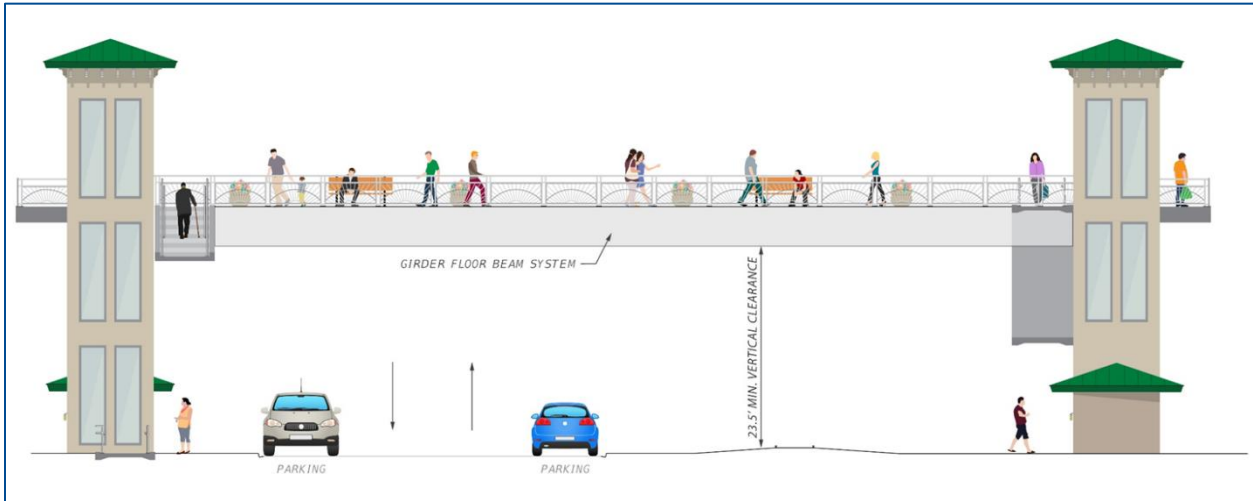 GIRDER FLOOR BEAM SYSTEM
23.5' MIN. VERTICAL CLEARANCE
PARKING
PARKING